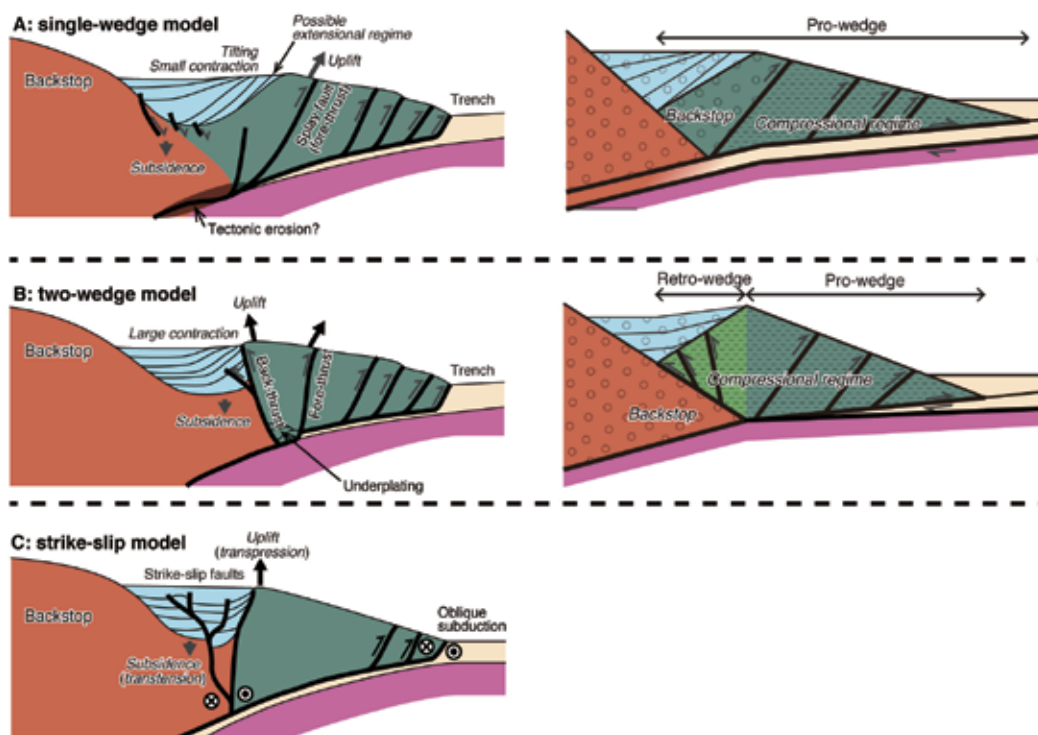 A: single-wedge model
Possible
extensional regime
Tilting
Small contraction
Uplift
Backstop
Trench
Splay fault
(fore-thrust)
Subsidence
Tectonic erosion?
Pro-wedge
Backstop
Compressional regime
B: two-wedge model
Uplift
Large contraction
Backstop
Trench
Back-thrust
Fore-thrust
Subsidence
Underplating
Retro-wedge
Pro-wedge
Compressional regime
Backstop
C: strike-slip model
Uplift
(transpression)
Strike-slip faults
Backstop
Oblique
subduction
Subsidence
(transtension)